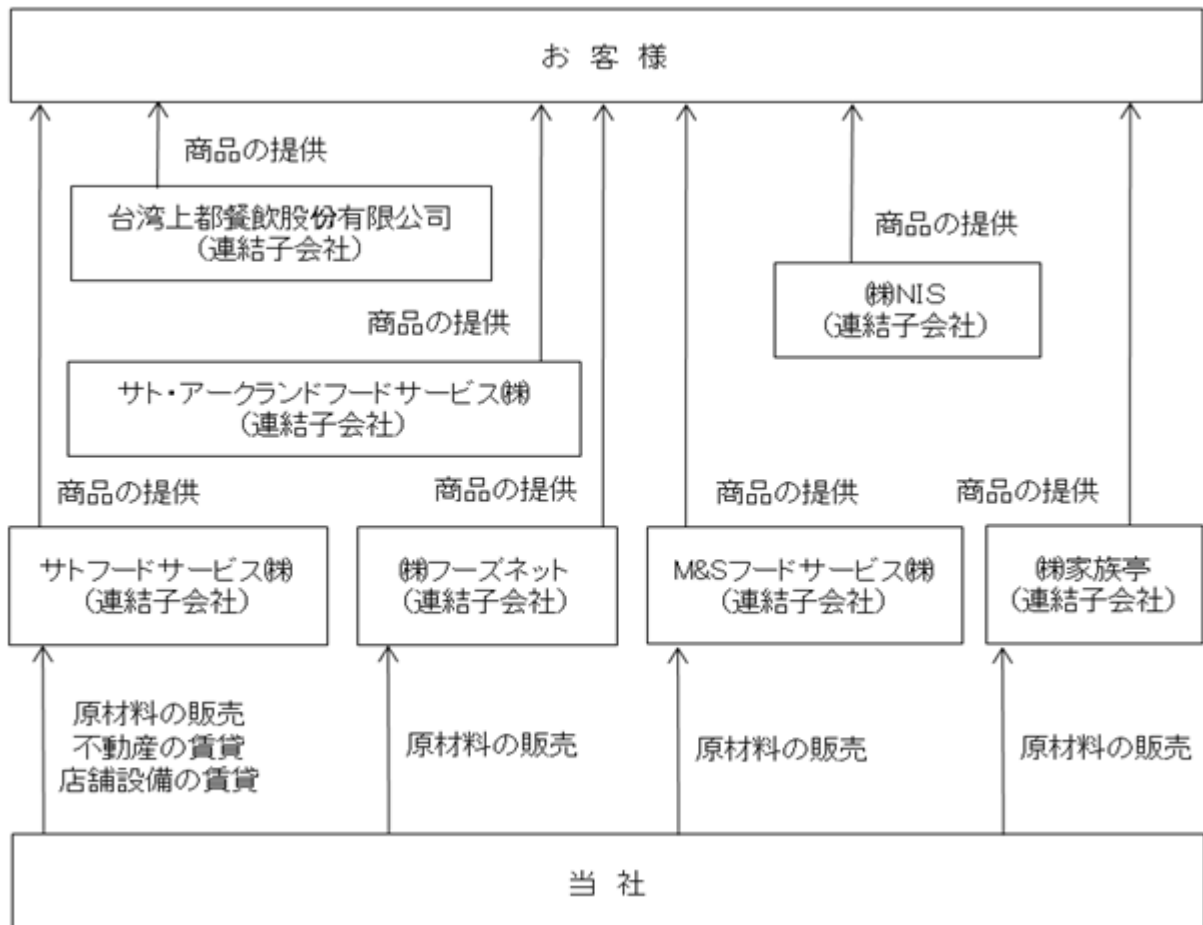 お 客 様
商品の提供
台湾上都餐飲股份有限公司
(連結子会社)
商品の提供
㈱NIS
(連結子会社)
商品の提供
サト・アークランドフードサービス㈱
(連結子会社)
商品の提供
商品の提供
商品の提供
商品の提供
サトフードサービス㈱
(連結子会社)
㈱フーズネット
(連結子会社)
M&Sフードサービス㈱
(連結子会社)
㈱家族亭
(連結子会社)
原材料の販売
不動産の賃貸
店舗設備の賃貸
原材料の販売
原材料の販売
原材料の販売
当 社